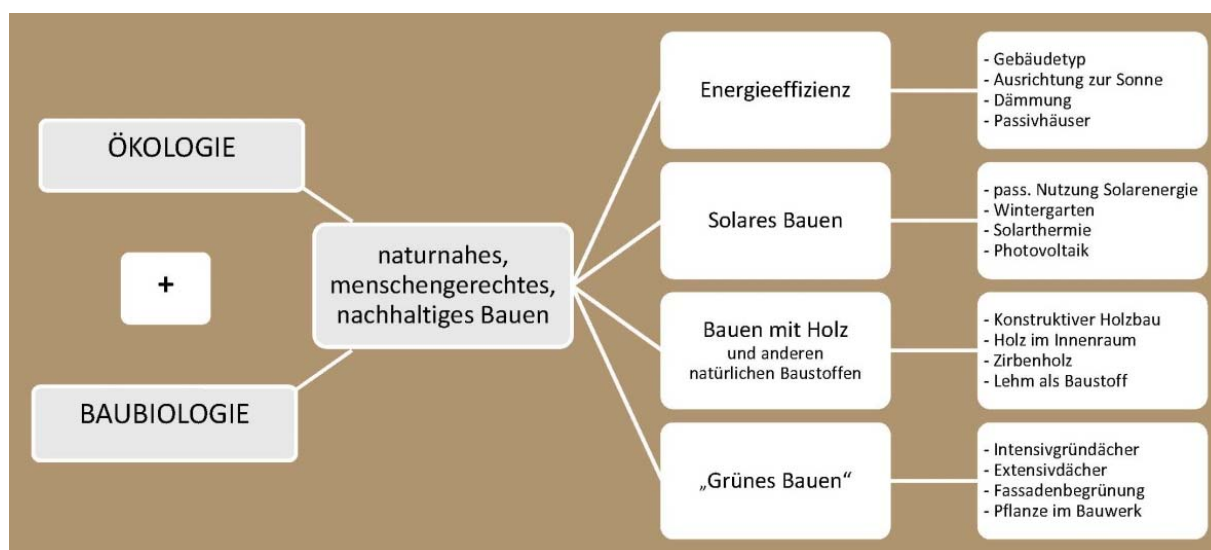 ÖKOLOGIE
+
BAUBIOLOGIE
naturnahes,
menschengerechtes,
nachhaltiges Bauen
Energieeffizienz
- Gebäudetyp
- Ausrichtung zur Sonne
- Dämmung
- Passivhäuser
Solares Bauen
- pass. Nutzung Solarenergie
- Wintergarten
- Solarthermie
- Photovoltaik
Bauen mit Holz
und anderen
natürlichen Baustoffen
- Konstruktiver Holzbau
- Holz im Innenraum
- Zirbenholz
- Lehm als Baustoff
„Grünes Bauen“
- Intensivgründächer
- Extensivdächer
- Fassadenbegrünung
- Pflanze im Bauwerk